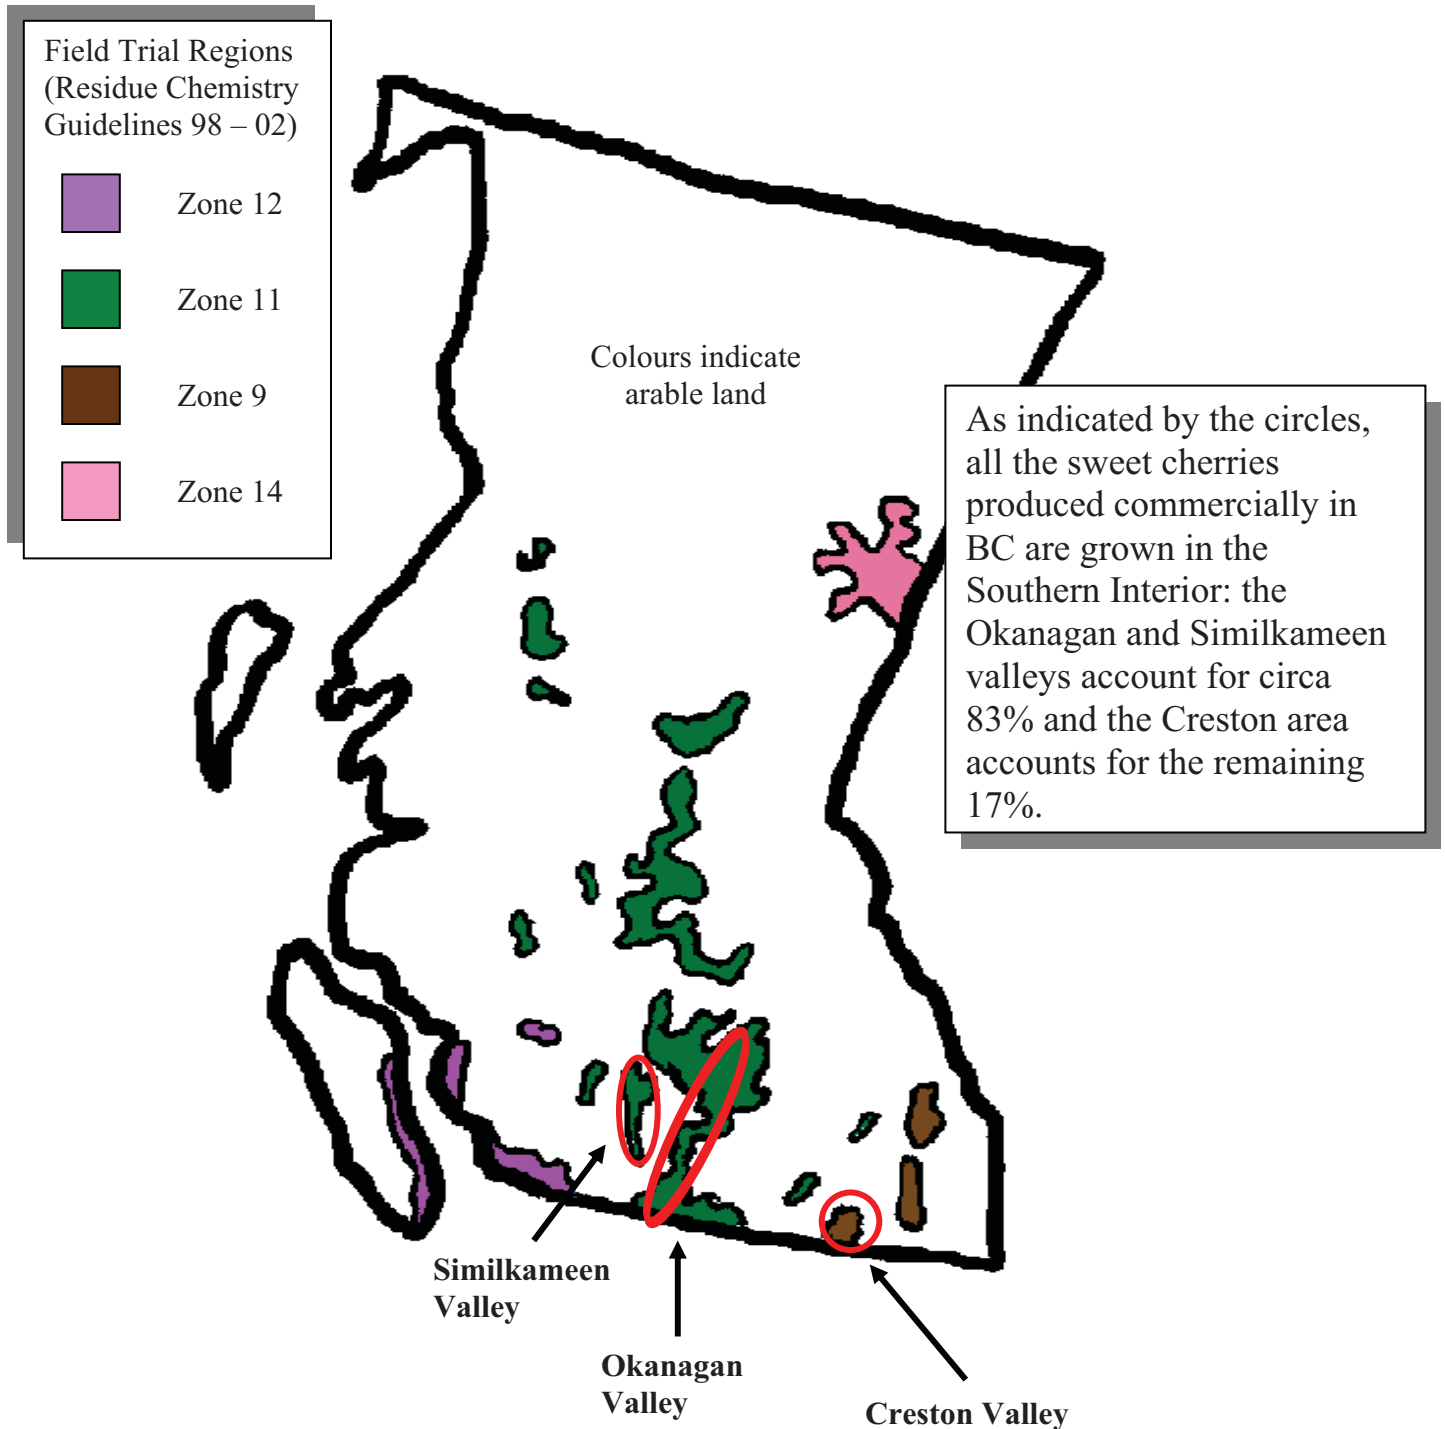 Field Trial Regions
(Residue Chemistry
Guidelines 98 – 02)
Zone 12
Zone 11
Zone 9
Zone 14
Colours indicate
arable land
As indicated by the circles,
all the sweet cherries
produced commercially in
BC are grown in the
Southern Interior: the
Okanagan and Similkameen
valleys account for circa
83% and the Creston area
accounts for the remaining
17%.
Similkameen
Valley
Okanagan
Valley
Creston Valley